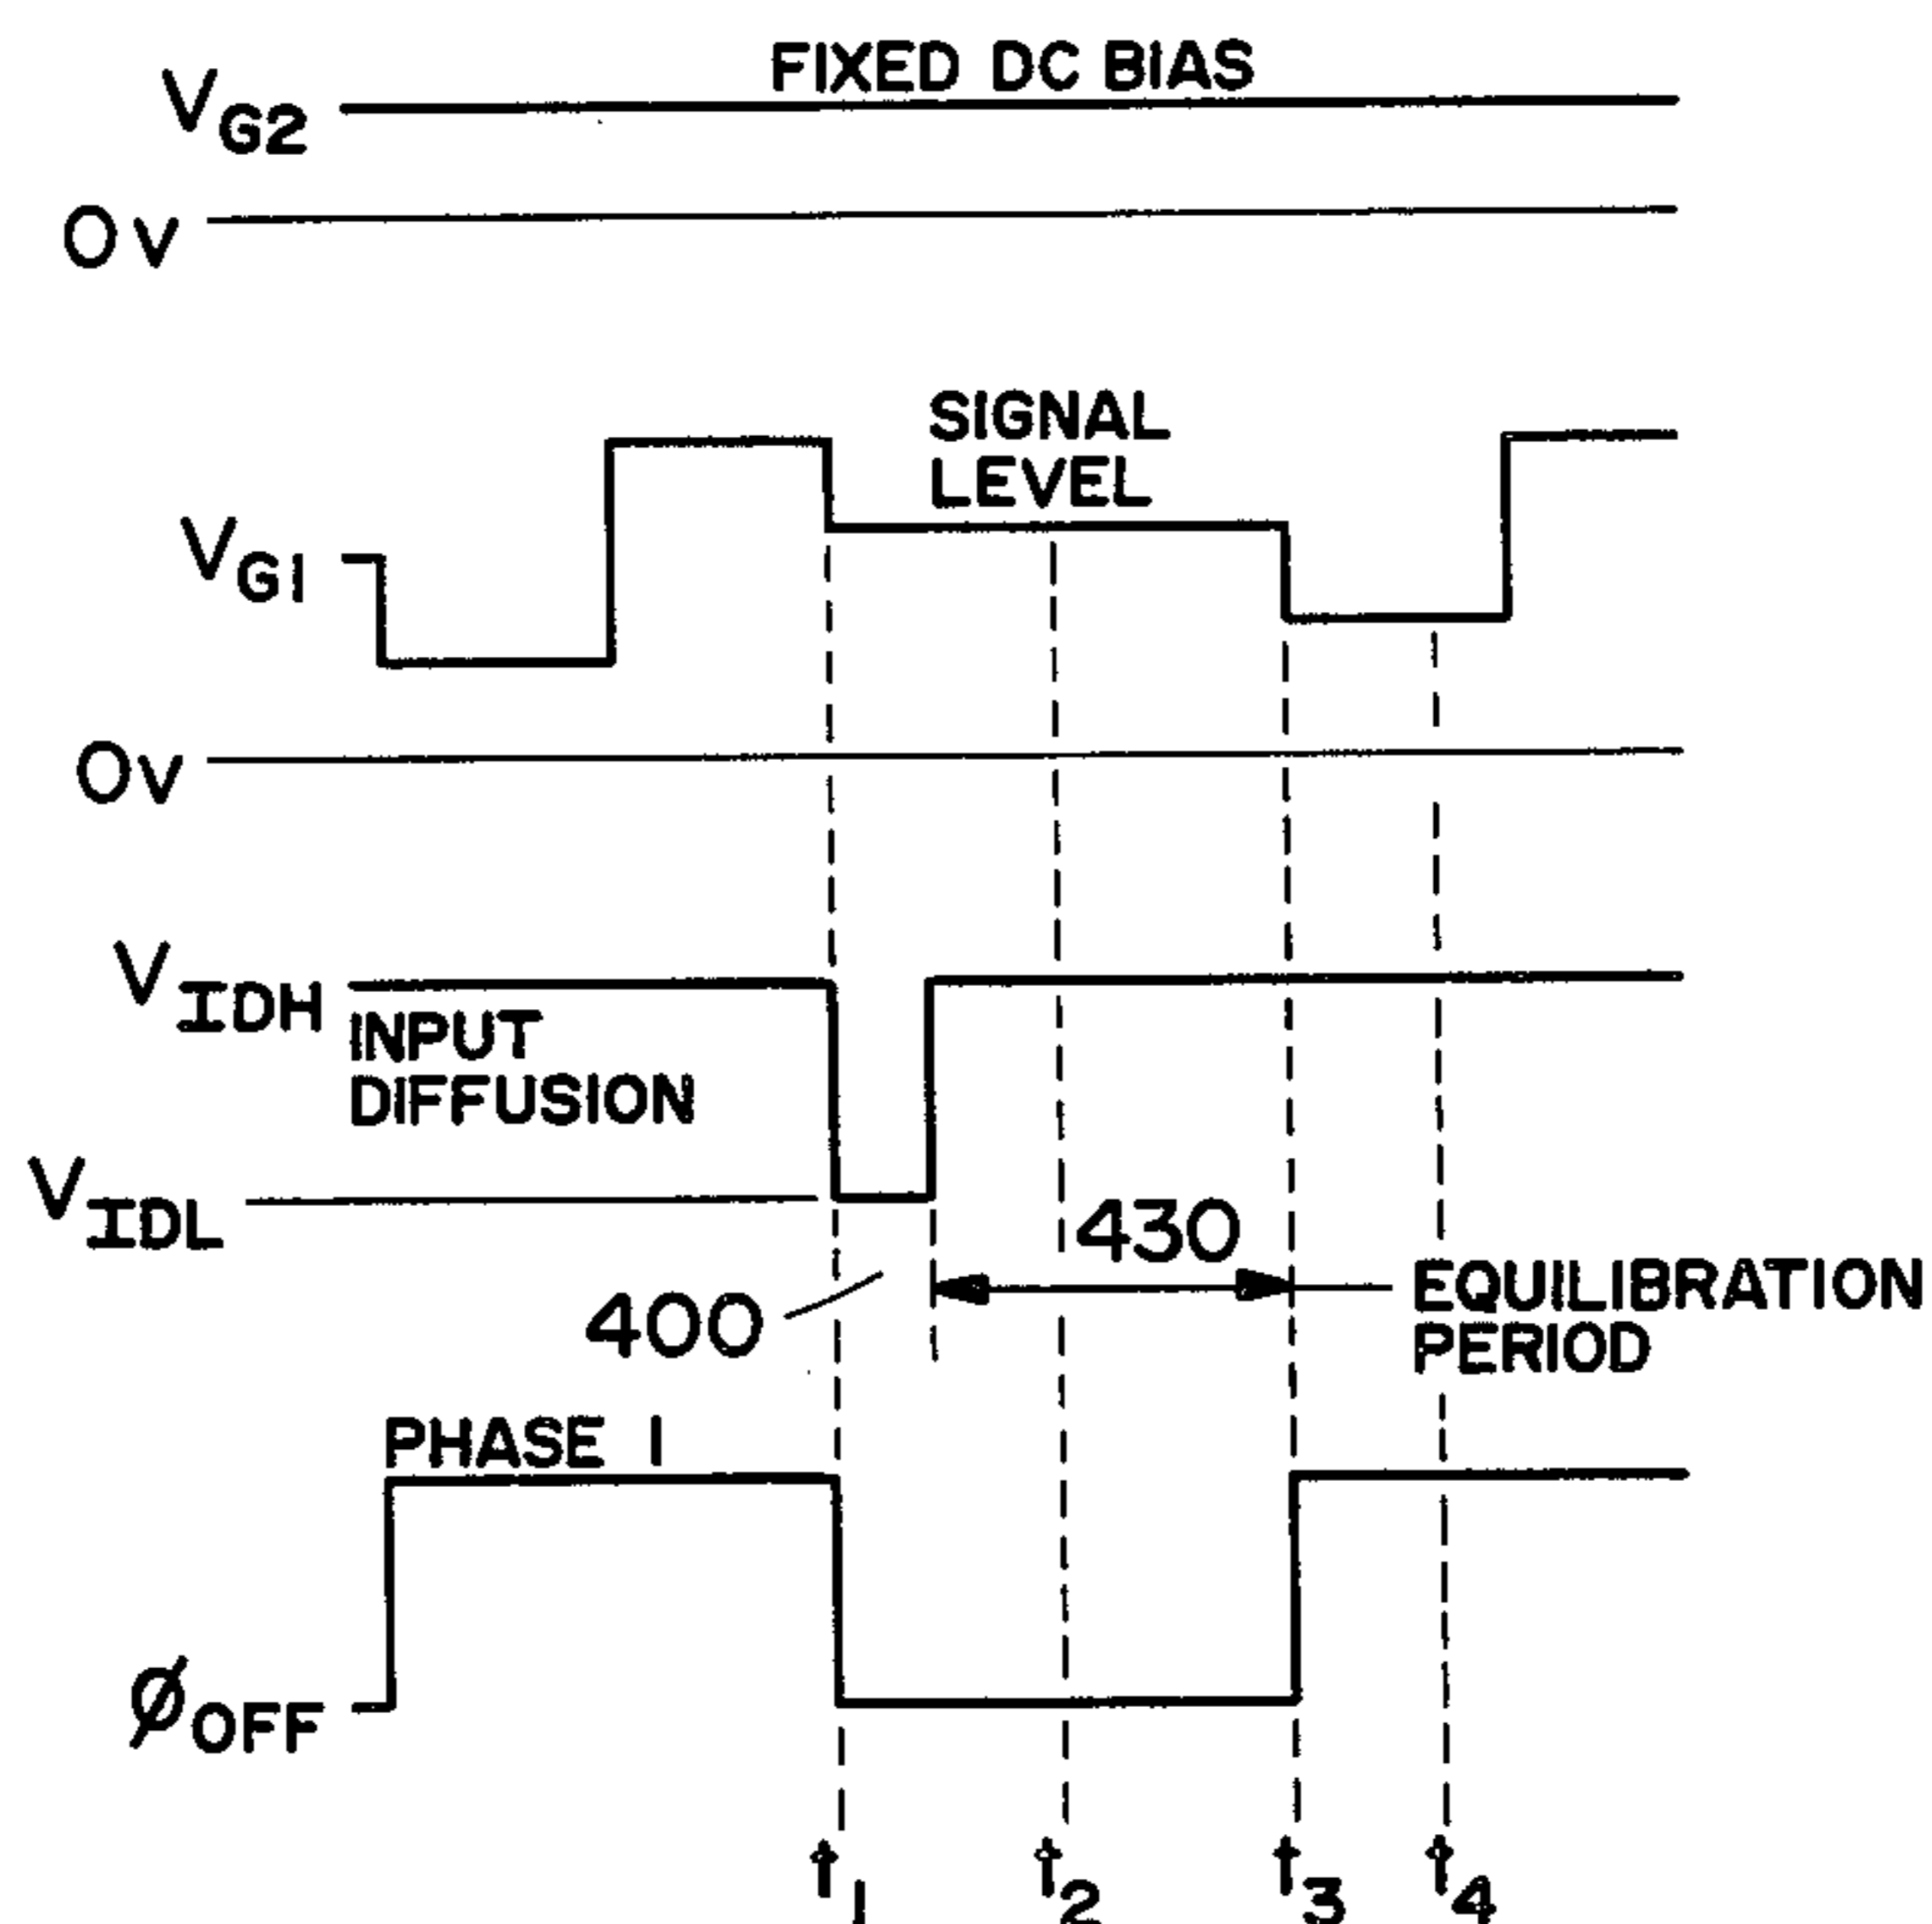 FIXED DC BIAS
VG2
0V
SIGNAL
LEVEL
VG1
0V
VIDH
INPUT
DIFFUSION
VIDL
430
400
EQUILIBRATION
PERIOD
PHASE 1
ØOFF
t1 t2 t3 t4